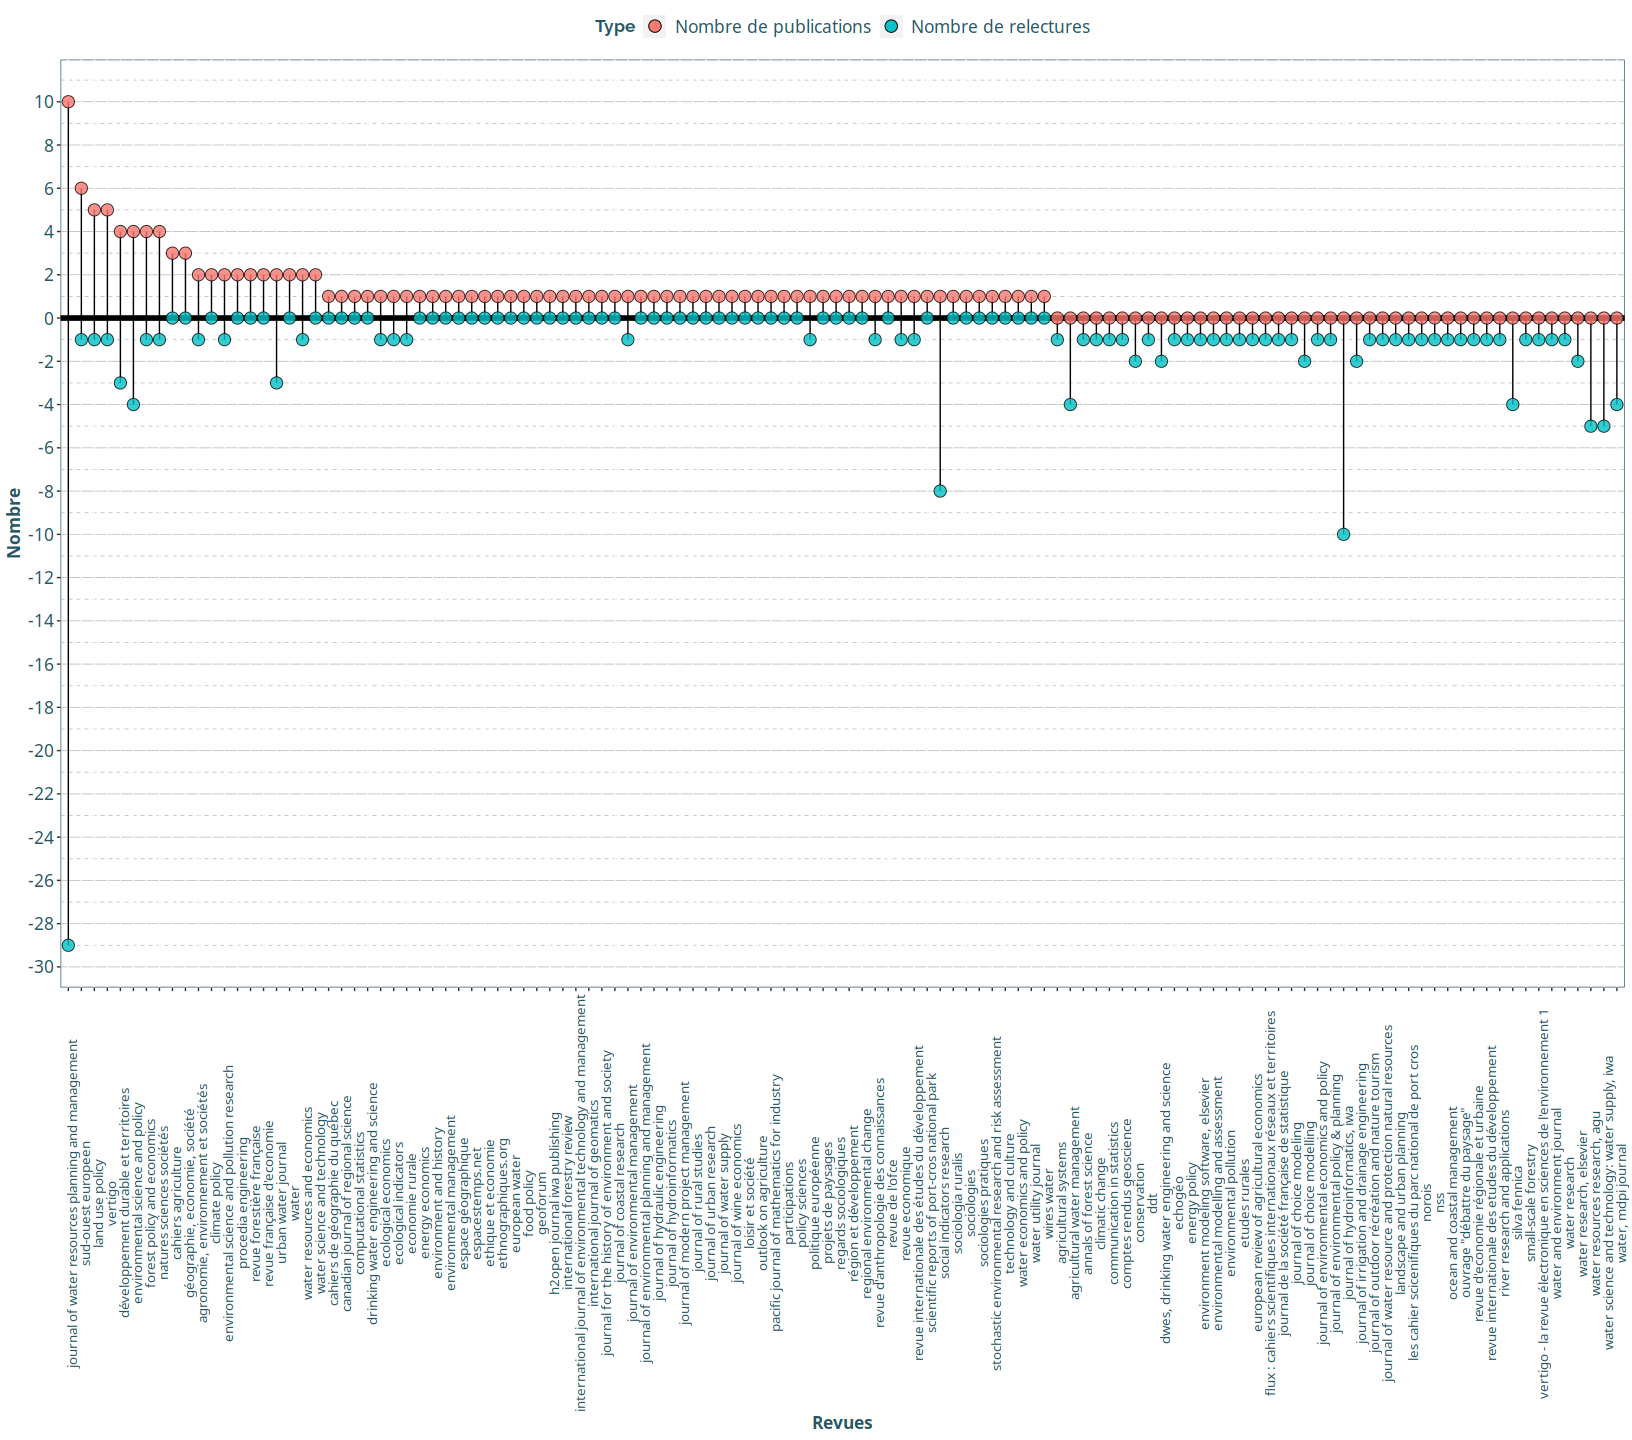 Type Nombre de publications Nombre de relectures
10
8
6
4
2
0
-2
-4
-6
-8
-10
-12
-14
-16
-18
-20
-22
-24
-26
-28
-30
Nombre
journal of water resources planning and management
sud-ouest europeen
land use policy
vertigo
développement durable et territoires
environmental science and policy
forest policy and economics
natures sciences sociétés
cahiers agriculture
géographie, economie, société
agronomie, environnement et sociétés
climate policy
environmental science and pollution research
procedia engineering
revue forestière française
revue française d'economie
urban water journal
water
water resource and economics
water science and technology
cahiers de géographie du québec
canadian journal of regional science
computational statistics
drinking water engineering and science
ecological economics
ecological indicators
economie rurale
energy economics
environment and history
environmental management
espace géographique
espacestemps.net
ethique et economie
ethnographiques.org
european water
food policy
geoforum
h2open journal iwa publishing
international forestry review
international journal of environmental technology and management
international journal of geomatics
journal for the history of environment and society
journal of coastal research
journal of environmental management
journal of environmental planning and management
journal of hydraulic engineering
journal of hydroinformatics
journal of modern project management
journal of rural studies
journal of urban research
journal of water supply
journal of wine economics
loisir et société
outlook on agriculture
pacific journal of mathematics for industry
participations
policy sciences
politique européenne
projets de paysages
regards sociologiques
région et développement
regional environmental change
revue d'anthropologie des connaissances
revue de l'ofce
revue economique
revue internationale des études du développement
scientific reports of port-cros national park
social indicators research
sociologia ruralis
sociologies
sociologies pratiques
stochastic environmental research and risk assessment
technology and culture
water economics and policy
water utility journal
wires water
agricultural systems
agricultural water management
annals of forest science
climatic change
communication in statistics
comptes rendus geoscience
conservation
ddt
dwes, drinking water engineering and science
echogéo
energy policy
environment modeling sofware, elsevier
environmental modelling and assessment
environmental pollution
etudes rurales
european review of agricultural economics
flux : cahiers scientifiques internationaux réseaux et territoires
journal de la société française de statistique
journal of choice modeling
journal of choice modelling
journal of environmental economics and policy
journal of environmental policy & planning
journal of hydroinformatics, iwa
journal of irrigation and drainage engineering
journal of outdoor récréation and nature tourism
journal of water resource and protection natural resources
landscape and urban planning
les cahier scicenifiques du parc national de port cros
norois
nss
ocean and coastal management
ouvrage "débattre du paysage"
revue d'economie régionale et urbaine
revue internationale des etudes du développement
river research and applications
silva fennica
small-scale forestry
vertigo - la revue électronique en sciences de l'environnement 1
water and environment journal
water research
water research, elsevier
water resources research, agu
water science and technology: water supply, iwa
water, mdpi journal
Revues